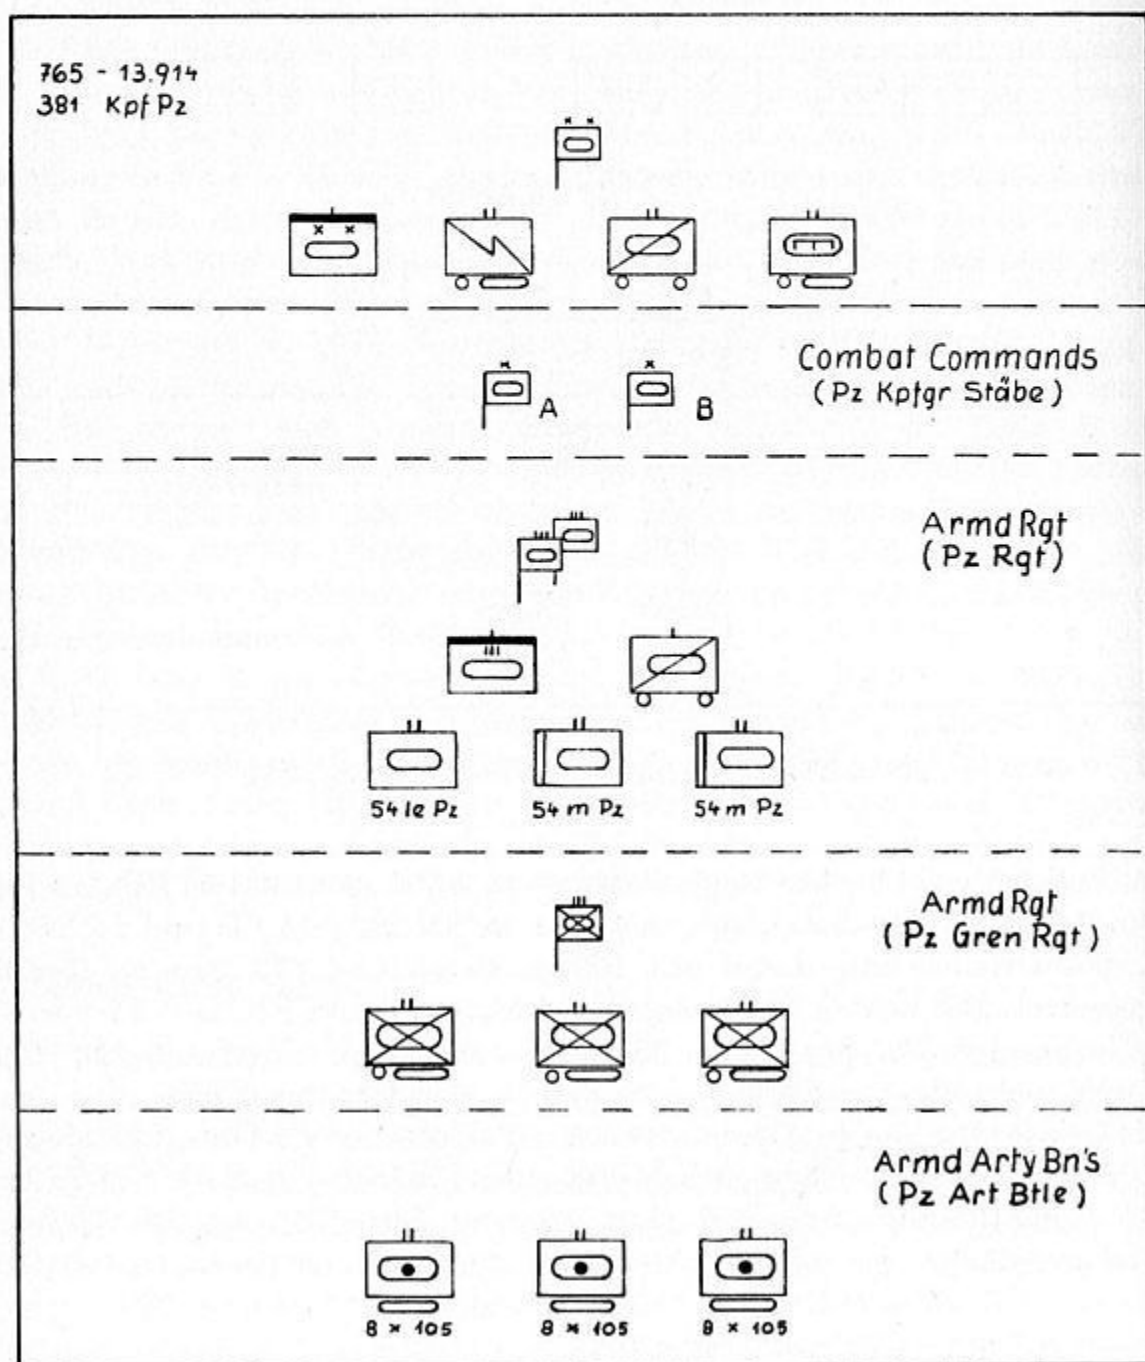 765 - 13.914
381 Kpf Pz
Combat Commands
(Pz Kpfgr Stäbe)
A
B
Armd Rgt
(Pz Rgt)
54 le Pz
54 m Pz
54 m Pz
Armd Rgt
(Pz Gren Rgt)
Armd Arty Bn's
(Pz Art Btle)
8 × 105
8 × 105
8 × 105